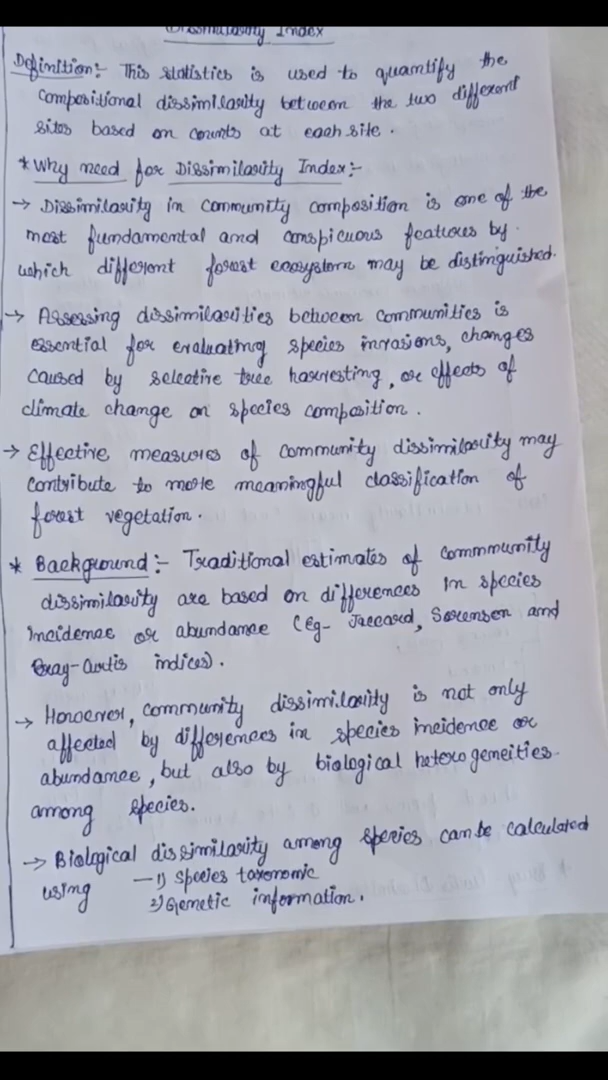 Dissimilarity Index
Definition:- This statistics is used to quantify the
compositional dissimilarity between the two different
sites based on counts at each site.
* Why need for Dissimilarity Index:-
→ Dissimilarity in community composition is one of the
most fundamental and conspicuous features by
which different forest ecosystem may be distinguished.
→ Assessing dissimilarities between communities is
essential for evaluating species invasions, changes
caused by selective tree harvesting, or effects of
climate change on species composition.
→ Effective measures of community dissimilarity may
contribute to more meaningful classification of
forest vegetation.
* Background:- Traditional estimates of commmunity
dissimilarity are based on differences in species
incidence or abundance (eg- Jaccard, Sorensen and
Bray-Curtis indices).
→ However, community dissimilarity is not only
affected by differences in species incidence or
abundance, but also by biological heterogeneities
among species.
→ Biological dissimilarity among species can be calculated
using —1) species taxonomic
2) Genetic information.